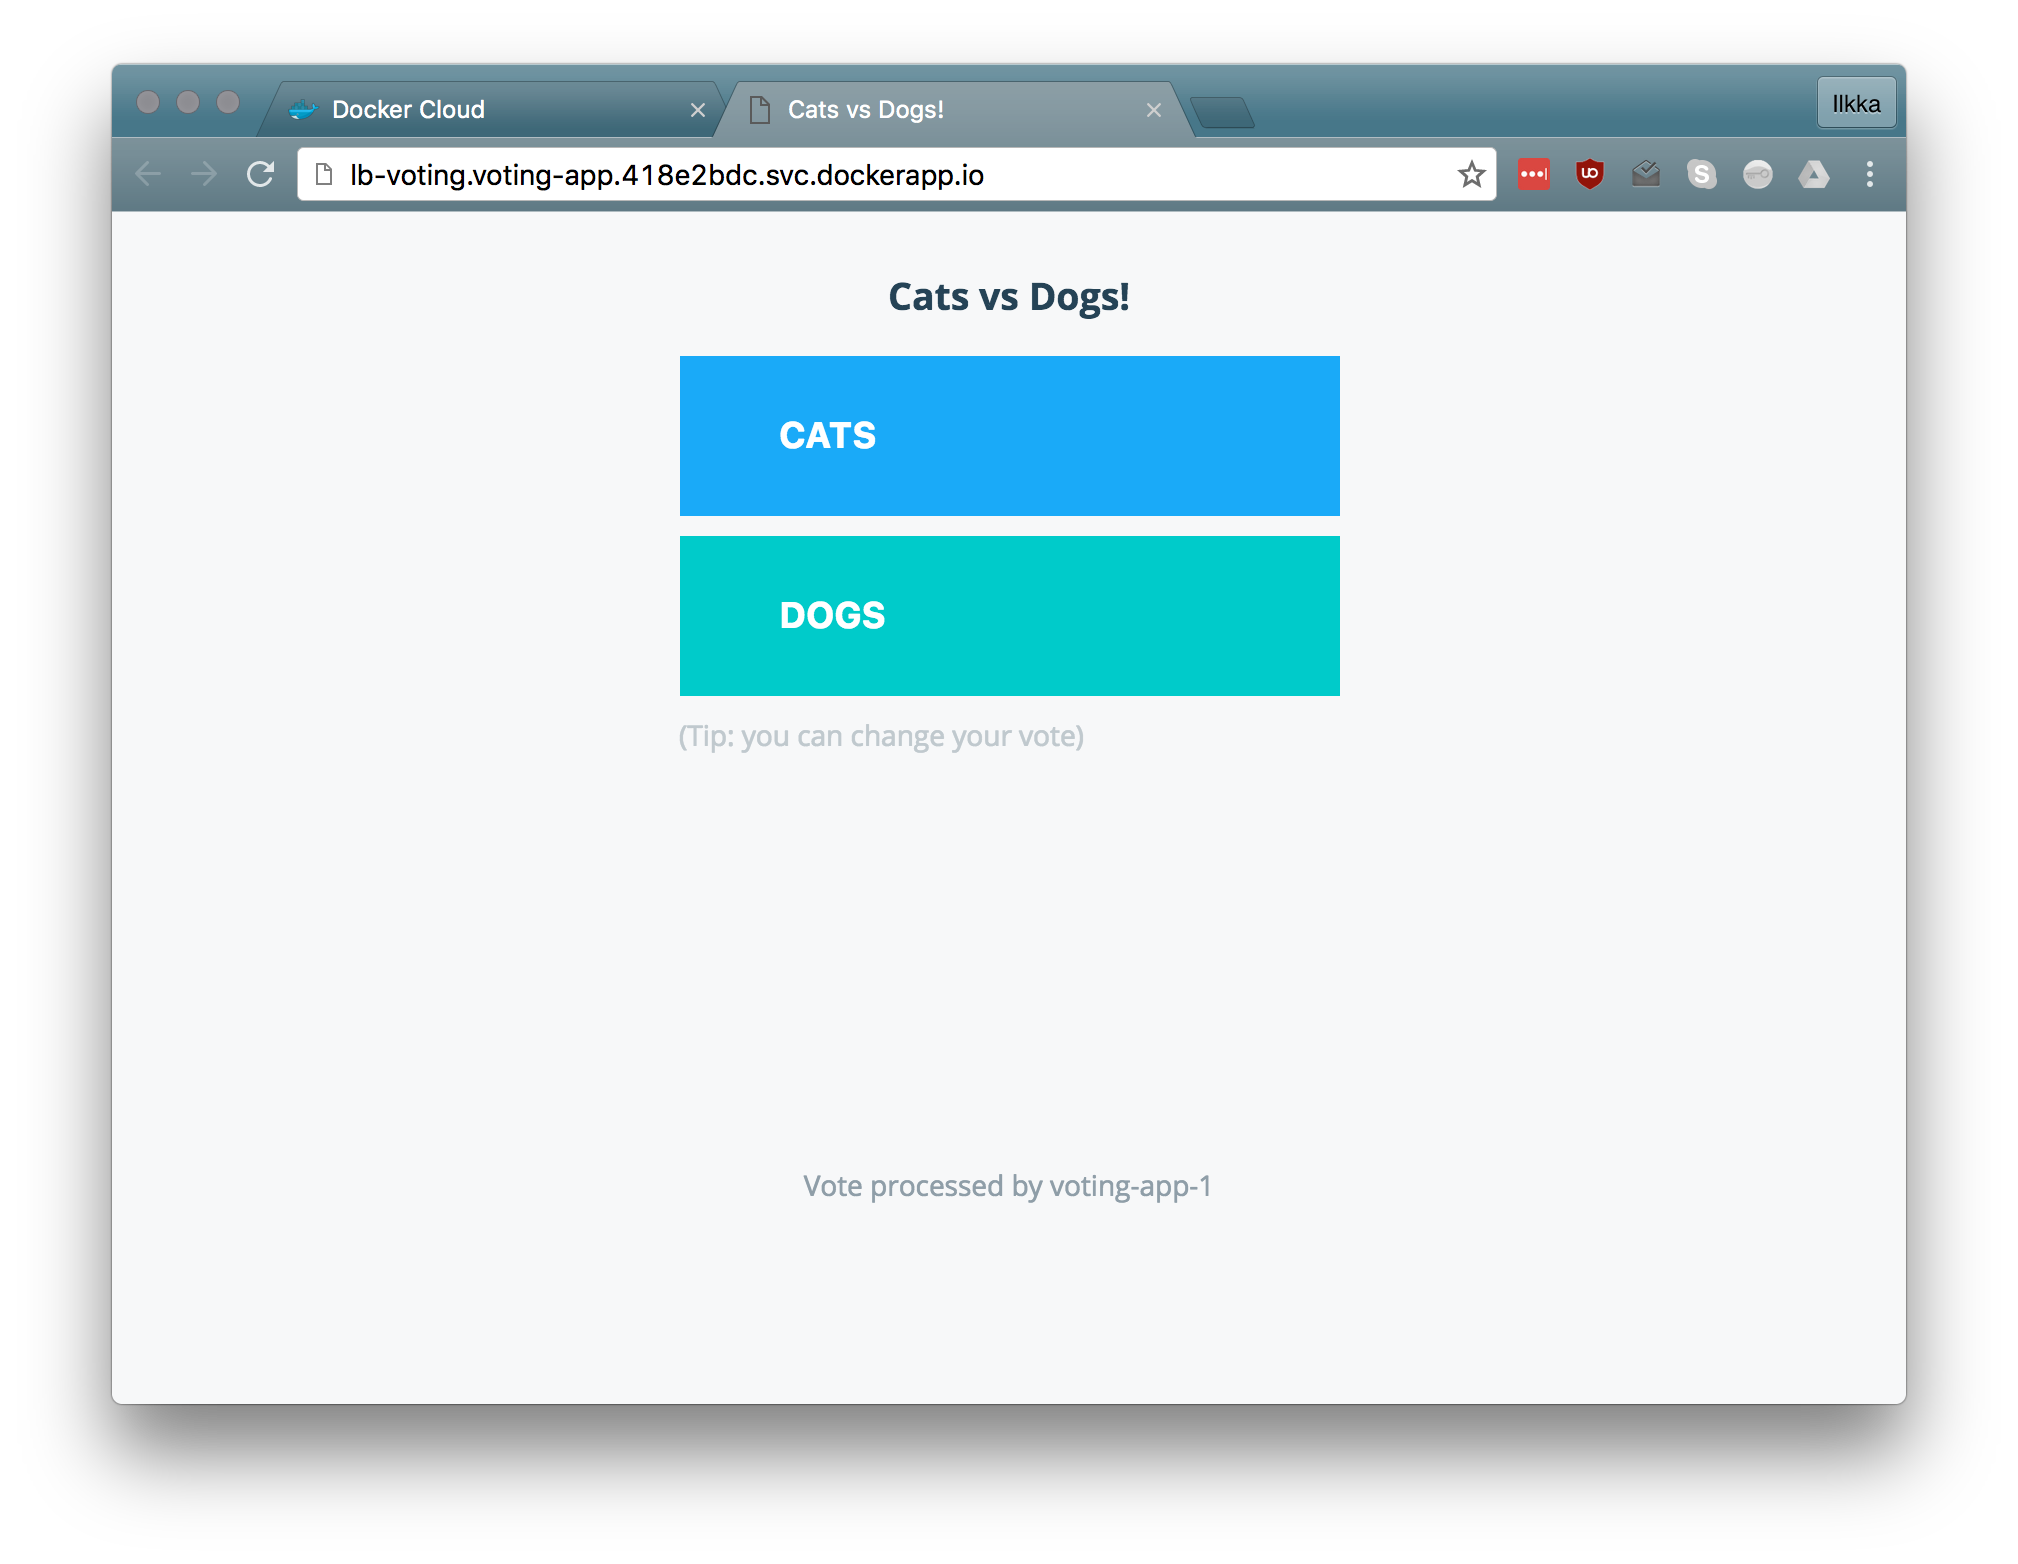 Docker Cloud
Cats vs Dogs!
Ilkka
lb-voting.voting-app.418e2bdc.svc.dockerapp.io
Cats vs Dogs!
CATS
DOGS
(Tip: you can change your vote)
Vote processed by voting-app-1